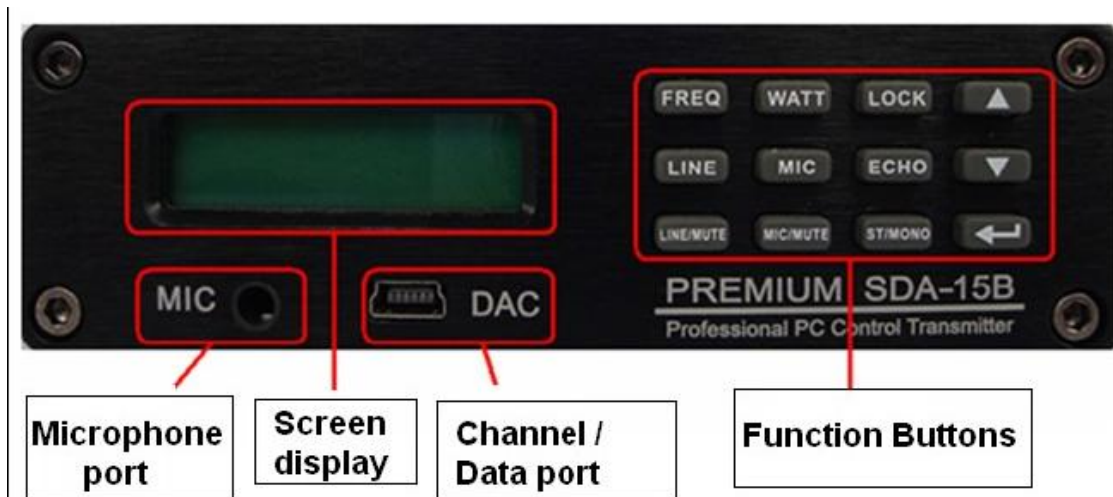 FREQ WATT LOCK
LINE MIC ECHO
LINE/MUTE MIC/MUTE ST/MONO
MIC
DAC
PREMIUM SDA-15B
Professional PC Control Transmitter
Microphone
port
Screen
display
Channel /
Data port
Function Buttons